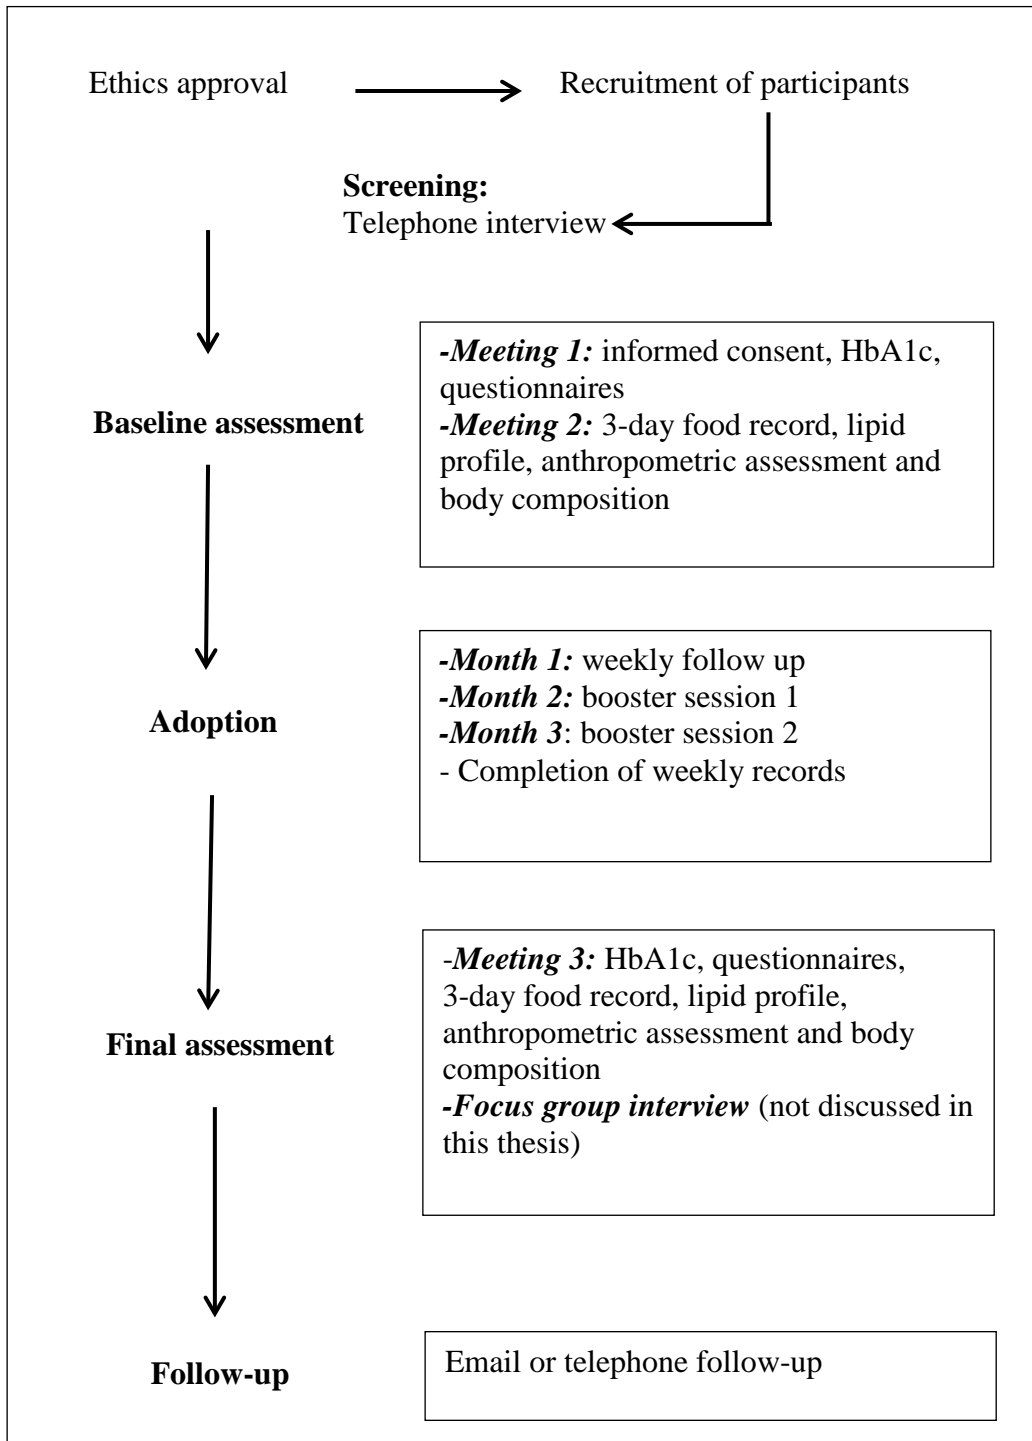 Ethics approval
Recruitment of participants
Screening:
Telephone interview
Baseline assessment
-Meeting 1: informed consent, HbA1c,
questionnaires
-Meeting 2: 3-day food record, lipid
profile, anthropometric assessment and
body composition
Adoption
-Month 1: weekly follow up
-Month 2: booster session 1
-Month 3: booster session 2
- Completion of weekly records
Final assessment
-Meeting 3: HbA1c, questionnaires,
3-day food record, lipid profile,
anthropometric assessment and body
composition
-Focus group interview (not discussed in
this thesis)
Follow-up
Email or telephone follow-up